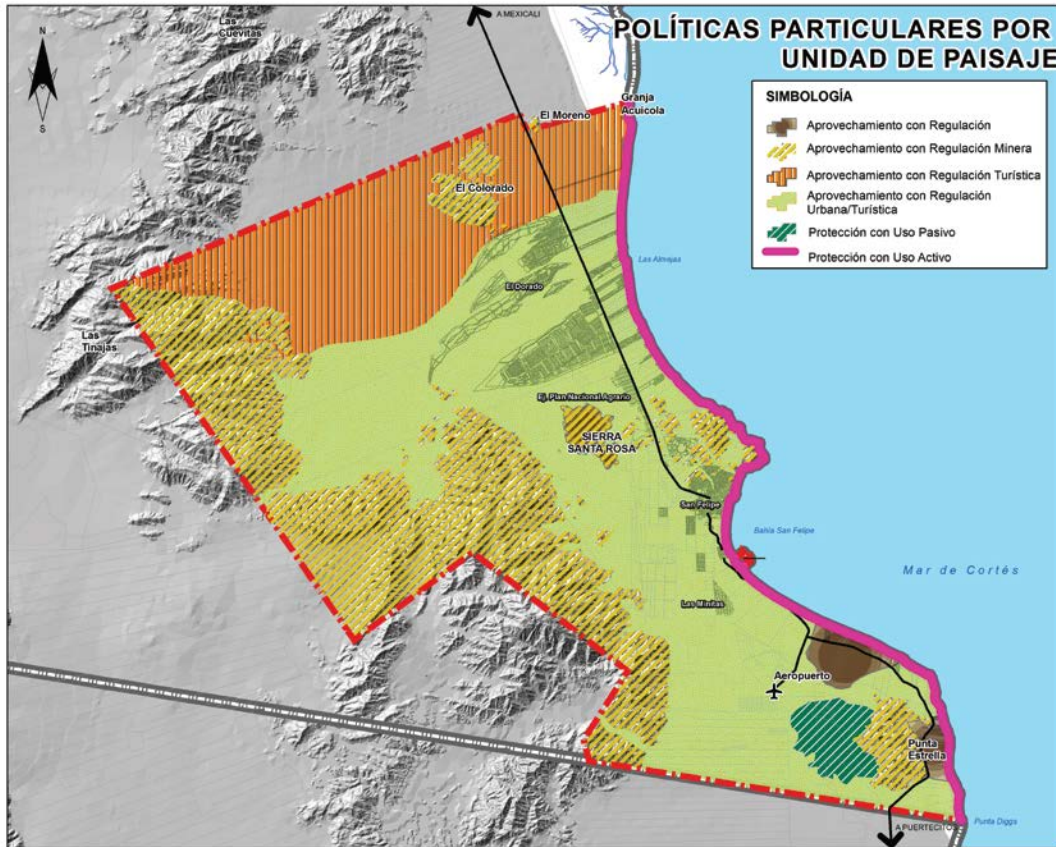 A MEXICALI
POLÍTICAS PARTICULARES POR
UNIDAD DE PAISAJE
Las
Cuevitas
N
S
SIMBOLOGÍA
Aprovechamiento con Regulación
Aprovechamiento con Regulación Minera
Aprovechamiento con Regulación Turística
Aprovechamiento con Regulación
Urbana/Turística
Protección con Uso Pasivo
Protección con Uso Activo
Granja
Acuicola
El Moreno
El Colorado
Las Almejas
El Dorado
Las
Tinajas
Ej. Plan Nacional Agrario
SIERRA
SANTA ROSA
San Felipe
Bahía San Felipe
Mar de Cortés
Las Minitas
Aeropuerto
Punta
Estrella
A PUERTECITOS
Punta Diggs